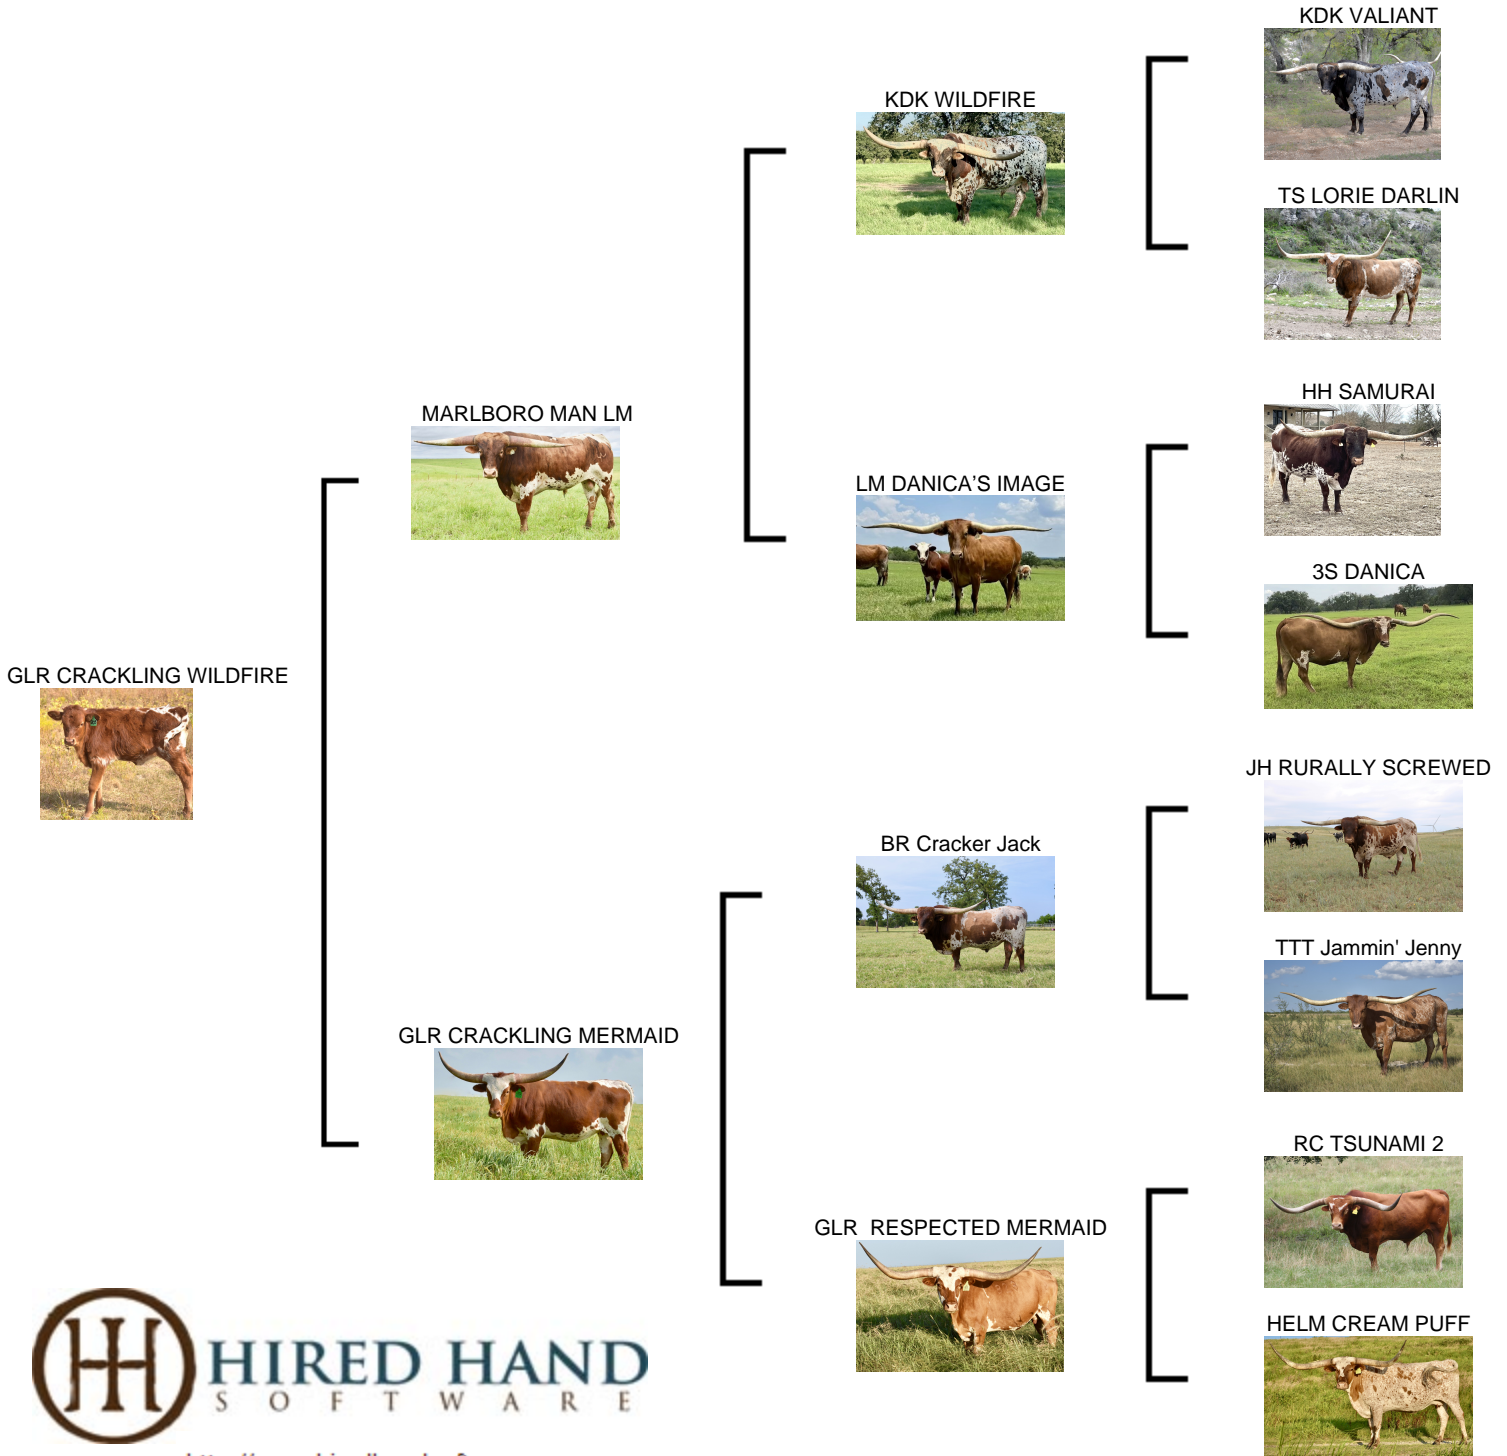 KDK VALIANT
KDK WILDFIRE
TS LORIE DARLIN
HH SAMURAI
MARLBORO MAN LM
LM DANICA'S IMAGE
3S DANICA
GLR CRACKLING WILDFIRE
JH RURALLY SCREWED
BR Cracker Jack
TTT Jammin' Jenny
GLR CRACKLING MERMAID
RC TSUNAMI 2
GLR  RESPECTED MERMAID
HELM CREAM PUFF
HIRED HAND
SOFTWARE